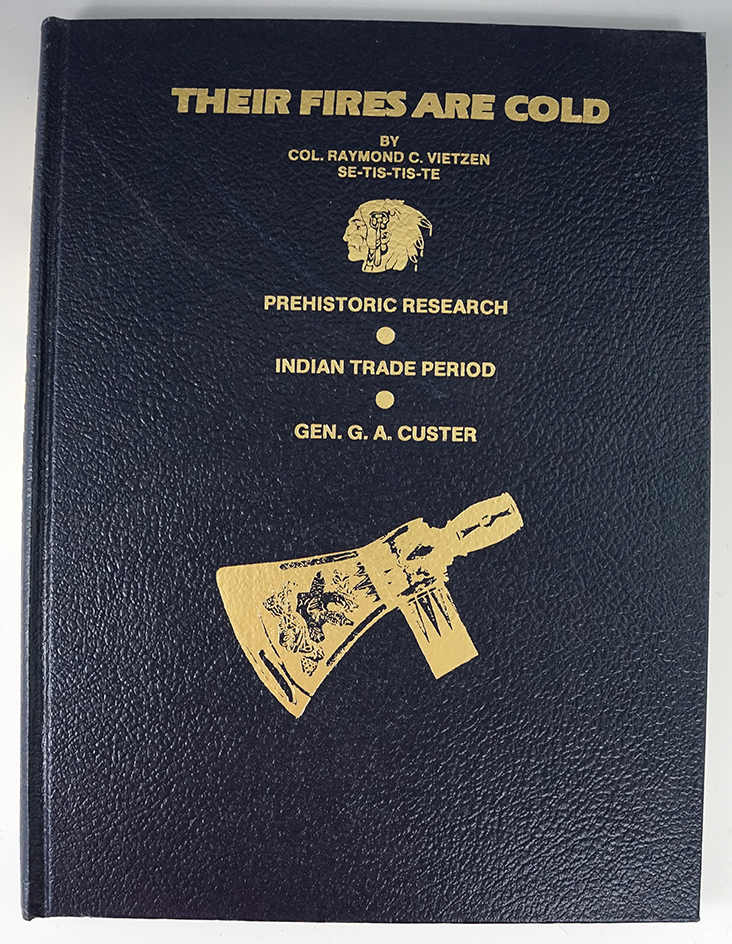 THEIR FIRES ARE COLD
BY
COL. RAYMOND C. VIETZEN
SE-TIS-TIS-TE
PREHISTORIC RESEARCH
INDIAN TRADE PERIOD
GEN. G. A. CUSTER